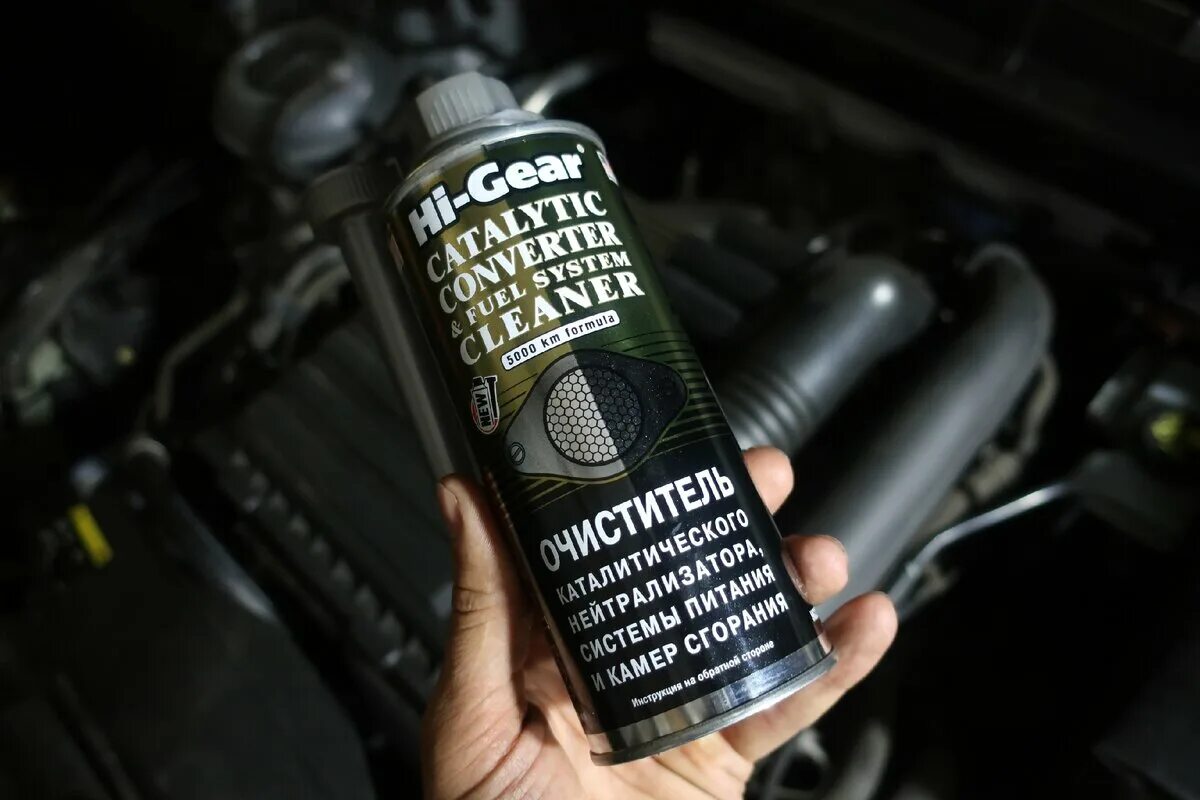 Hi-Gear®
CATALYTIC
CONVERTER
& FUEL SYSTEM
CLEANER
5000 km formula
NEW!
ОЧИСТИТЕЛЬ
КАТАЛИТИЧЕСКОГО
НЕЙТРАЛИЗАТОРА,
СИСТЕМЫ ПИТАНИЯ
И КАМЕР СГОРАНИЯ
Инструкция на обратной стороне